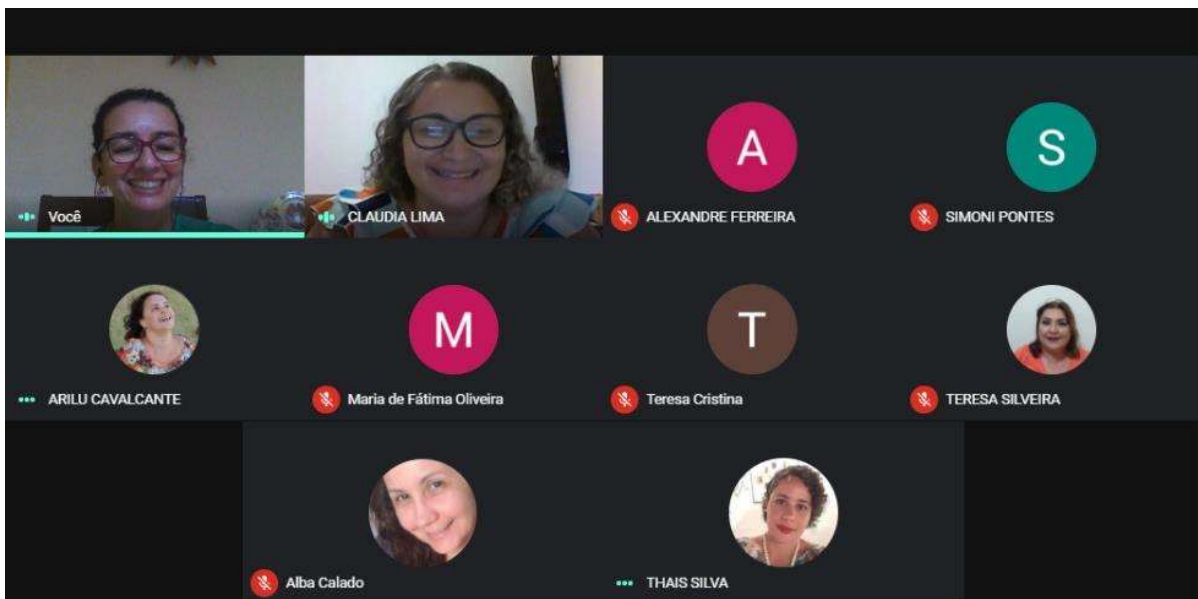 Você
CLAUDIA LIMA
A
ALEXANDRE FERREIRA
S
SIMONI PONTES
ARILU CAVALCANTE
M
Maria de Fátima Oliveira
T
Teresa Cristina
TERESA SILVEIRA
Alba Calado
THAIS SILVA